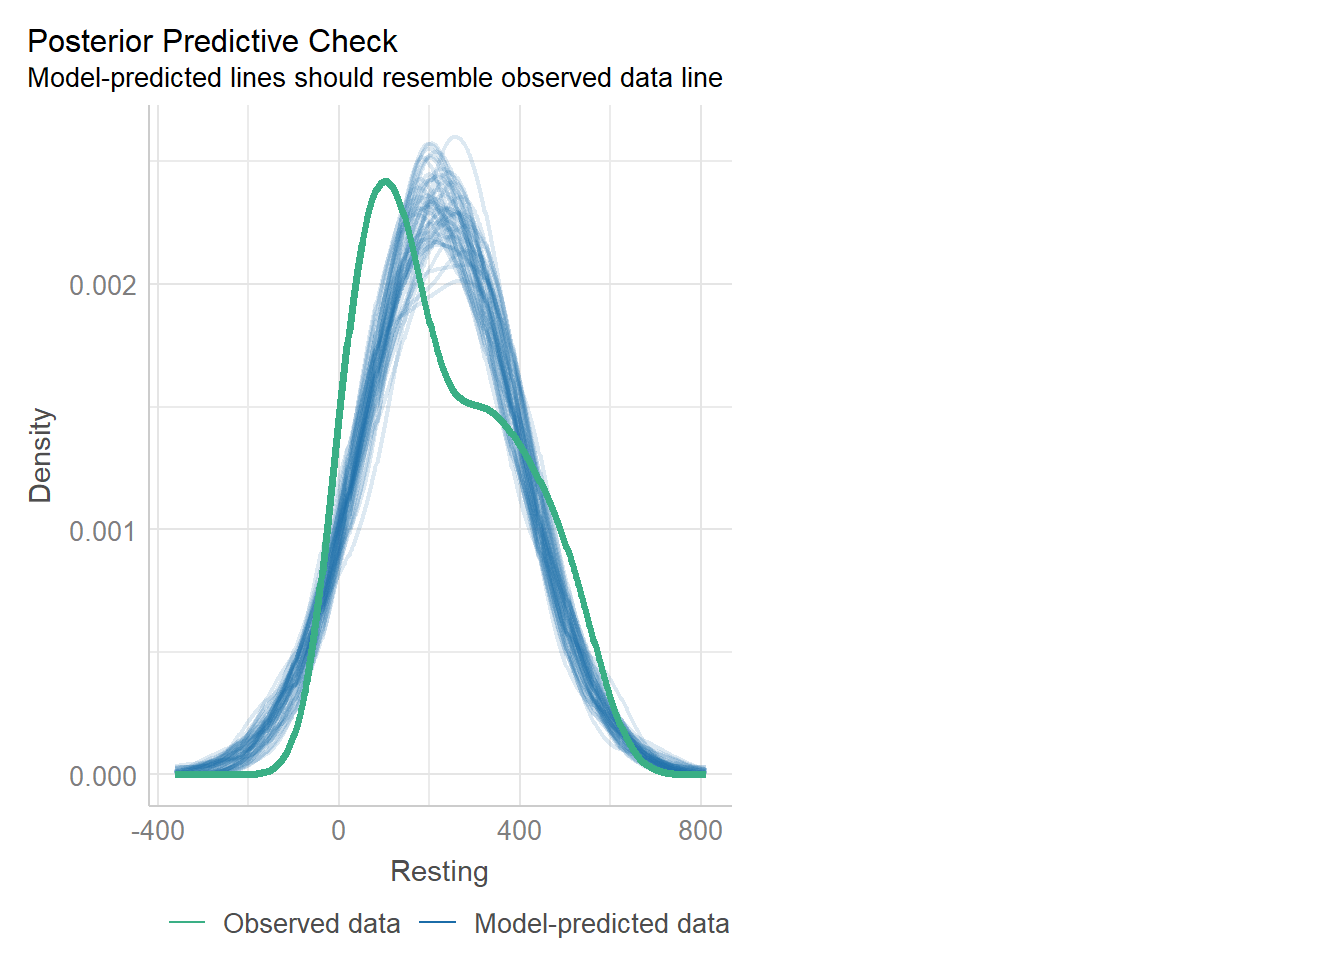 Posterior Predictive Check
Model-predicted lines should resemble observed data line
Density
0.002
0.001
0.000
-400 0 400 800
Resting
Observed data Model-predicted data